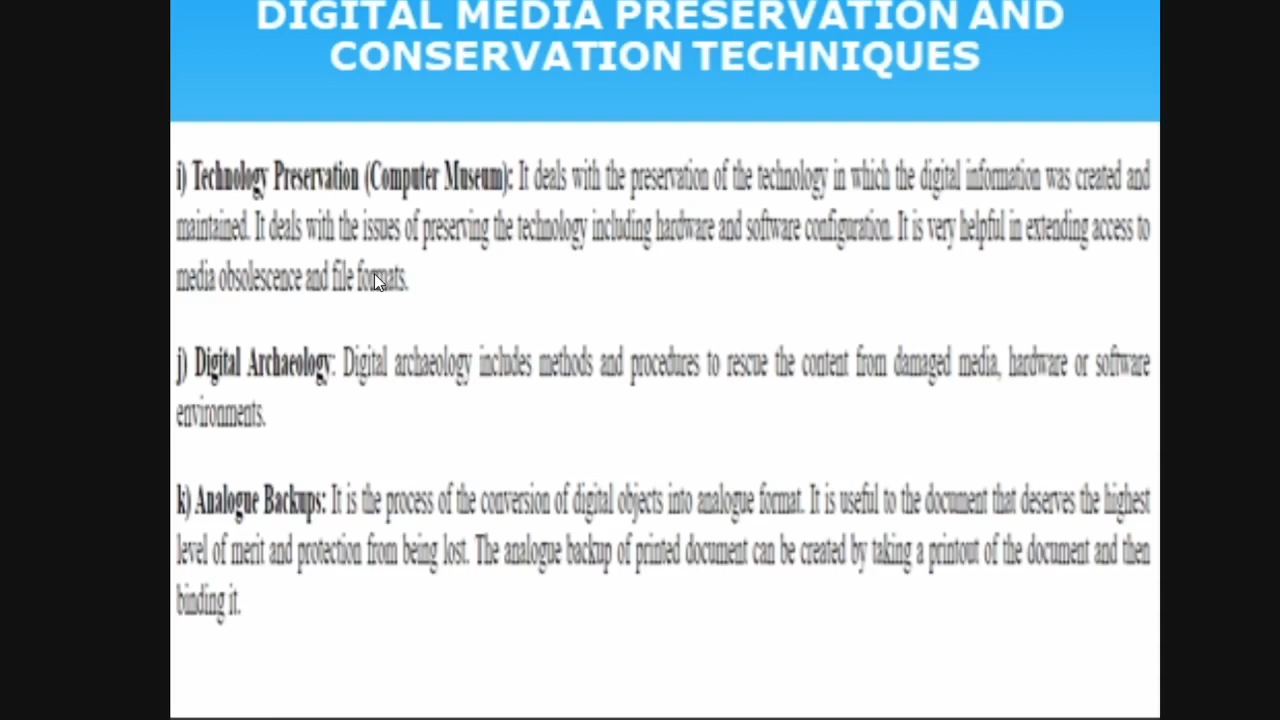 DIGITAL MEDIA PRESERVATION AND
CONSERVATION TECHNIQUES
i) Technology Preservation (Computer Museum): It deals with the preservation of the technology in which the digital information was created and
maintained. It deals with the issues of preserving the technology including hardware and software configuration. It is very helpful in extending access to
media obsolescence and file formats.
j) Digital Archaeology: Digital archaeology includes methods and procedures to rescue the content from damaged media, hardware or software
environments.
k) Analogue Backups: It is the process of the conversion of digital objects into analogue format. It is useful to the document that deserves the highest
level of merit and protection from being lost. The analogue backup of printed document can be created by taking a printout of the document and then
binding it.